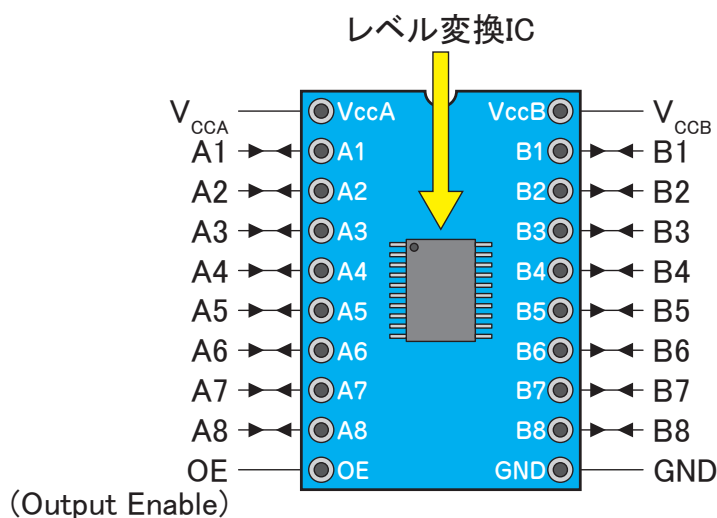 レベル変換IC
VCCA VccA VccB VCCB
A1 A1 B1 B1
A2 A2 B2 B2
A3 A3 B3 B3
A4 A4 B4 B4
A5 A5 B5 B5
A6 A6 B6 B6
A7 A7 B7 B7
A8 A8 B8 B8
OE OE GND GND
(Output Enable)